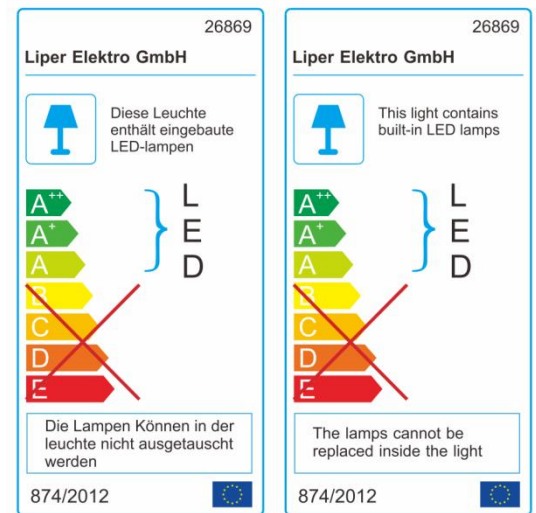 26869
Liper Elektro GmbH
Diese Leuchte
enthält eingebaute
LED-lampen
A++
A+
A
B
C
D
E
L
E
D
Die Lampen Können in der
leuchte nicht ausgetauscht
werden
874/2012
26869
Liper Elektro GmbH
This light contains
built-in LED lamps
A++
A+
A
B
C
D
E
L
E
D
The lamps cannot be
replaced inside the light
874/2012